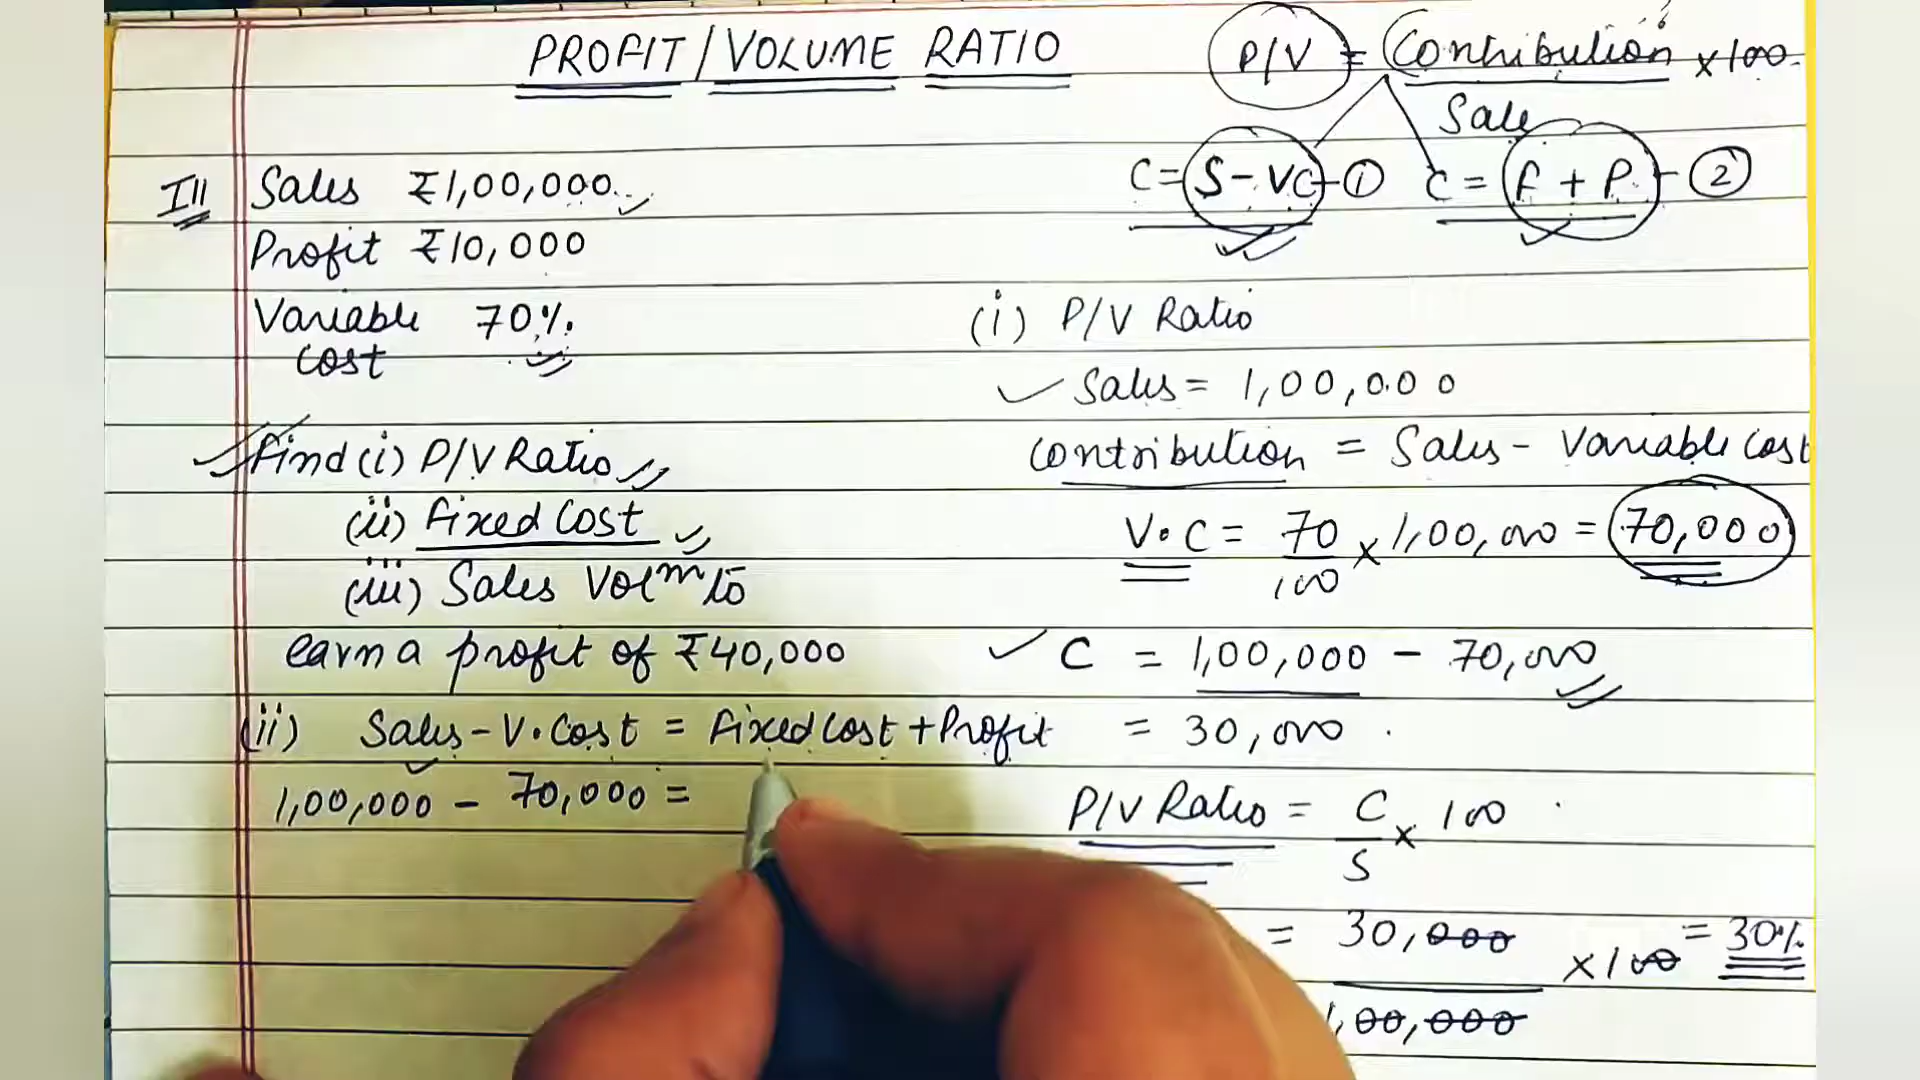 PROFIT/VOLUME RATIO
P/V = Contribution × 100
Sale
C = S - VC - ① C = F + P - ②
III Sales ₹1,00,000
Profit ₹10,000
Variable 70%
Cost
Find (i) P/V Ratio
(ii) Fixed Cost
(iii) Sales Volm to
earn a profit of ₹40,000
(ii) Sales - V.Cost = Fixed Cost + Profit
1,00,000 - 70,000 =
(i) P/V Ratio
Sales = 1,00,000
Contribution = Sales - Variable Cost
V.C = 70/100 × 1,00,000 = 70,000
C = 1,00,000 - 70,000
= 30,000
P/V Ratio = C/S × 100
= 30,000 × 100 = 30%
1,00,000